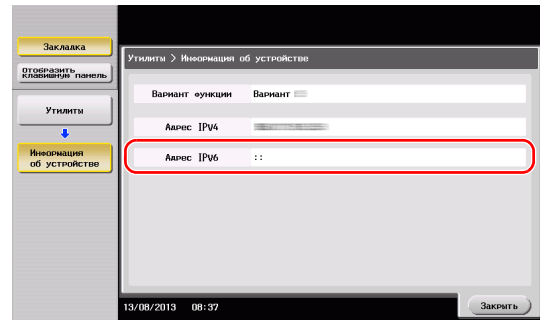 Закладка
Отобразить
клавишную панель
Утилиты
Информация
об устройстве
Утилиты > Информация об устройстве
Вариант функции Вариант
Адрес IPv4
Адрес IPv6 ::
13/08/2013 08:37
Закрыть